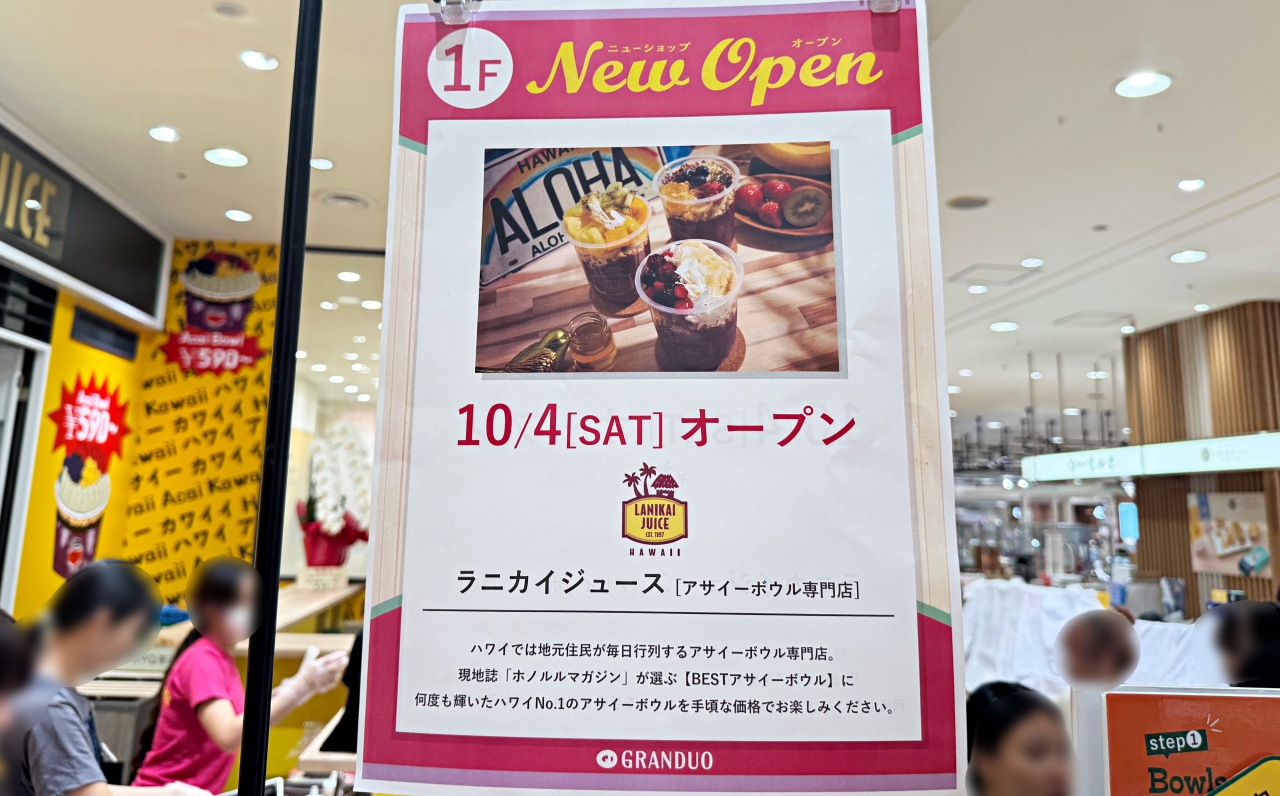 1F
ニューショップ オープン
New Open
HAWAII
ALOHA
10/4[SAT] オープン
LANIKAI
JUICE
EST. 1997
HAWAII
ラニカイジュース [アサイーボウル専門店]
ハワイでは地元住民が毎日行列するアサイーボウル専門店。
現地誌「ホノルルマガジン」が選ぶ【BESTアサイーボウル】に
何度も輝いたハワイNo.1のアサイーボウルを手頃な価格でお楽しみください。
GRANDUO
JUICE
Acai Bowl
¥590~
Acai Bowl
¥590~
Kawaii ハワイイ
カワイイ
Acai
step1
Bowls